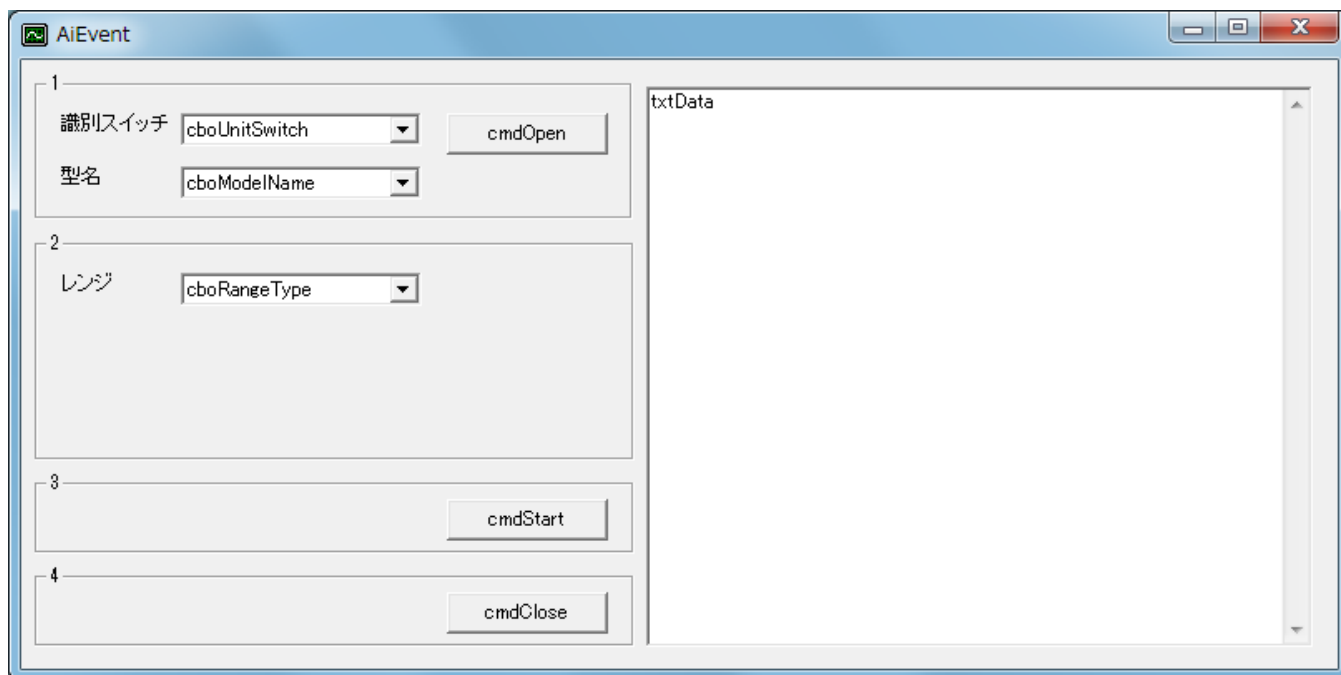 AiEvent
1
識別スイッチ cboUnitSwitch cmdOpen
型名 cboModelName
2
レンジ cboRangeType
3
cmdStart
4
cmdClose
txtData